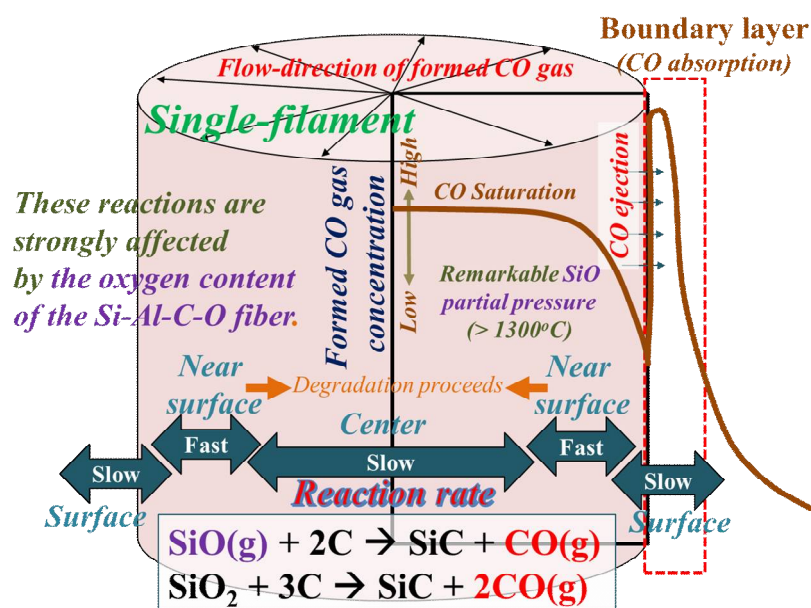 Boundary layer
(CO absorption)
Flow-direction of formed CO gas
Single-filament
These reactions are
strongly affected
by the oxygen content
of the Si-Al-C-O fiber.
Formed CO gas
concentration
High
Low
CO Saturation
CO ejection
Remarkable SiO
partial pressure
(> 1300°C)
Near
surface
Degradation proceeds
Near
surface
Center
Fast
Fast
Slow
Slow
Slow
Surface
Reaction rate
Surface
SiO(g) + 2C → SiC + CO(g)
SiO₂ + 3C → SiC + 2CO(g)